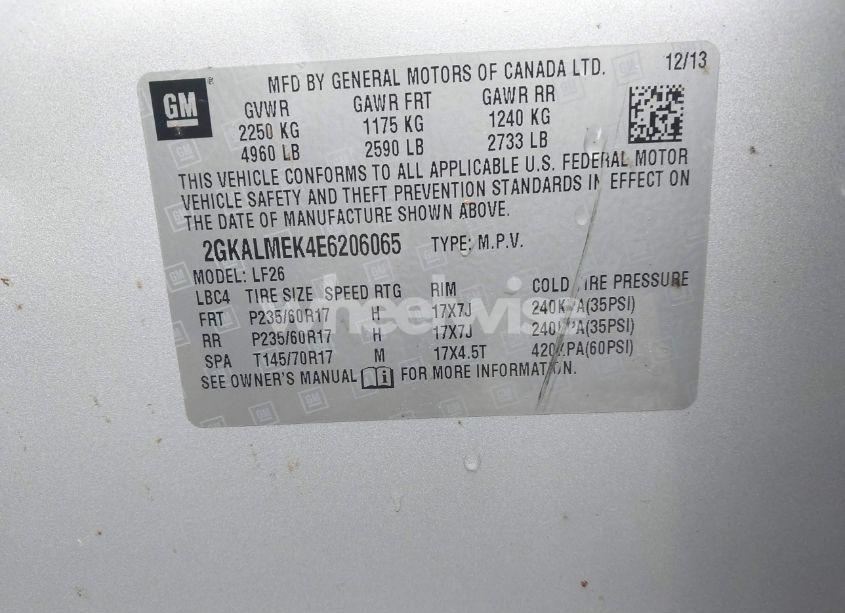 GM
MFD BY GENERAL MOTORS OF CANADA LTD. 12/13
GVWR GAWR FRT GAWR RR
2250 KG 1175 KG 1240 KG
4960 LB 2590 LB 2733 LB
THIS VEHICLE CONFORMS TO ALL APPLICABLE U.S. FEDERAL MOTOR
VEHICLE SAFETY AND THEFT PREVENTION STANDARDS IN EFFECT ON
THE DATE OF MANUFACTURE SHOWN ABOVE.
2GKALMEK4E6206065 TYPE: M.P.V.
MODEL: LF26
LBC4 TIRE SIZE SPEED RTG RIM COLD TIRE PRESSURE
FRT P235/60R17 H 17X7J 240KPA(35PSI)
RR P235/60R17 H 17X7J 240KPA(35PSI)
SPA T145/70R17 M 17X4.5T 420KPA(60PSI)
SEE OWNER'S MANUAL FOR MORE INFORMATION.
wheelwise